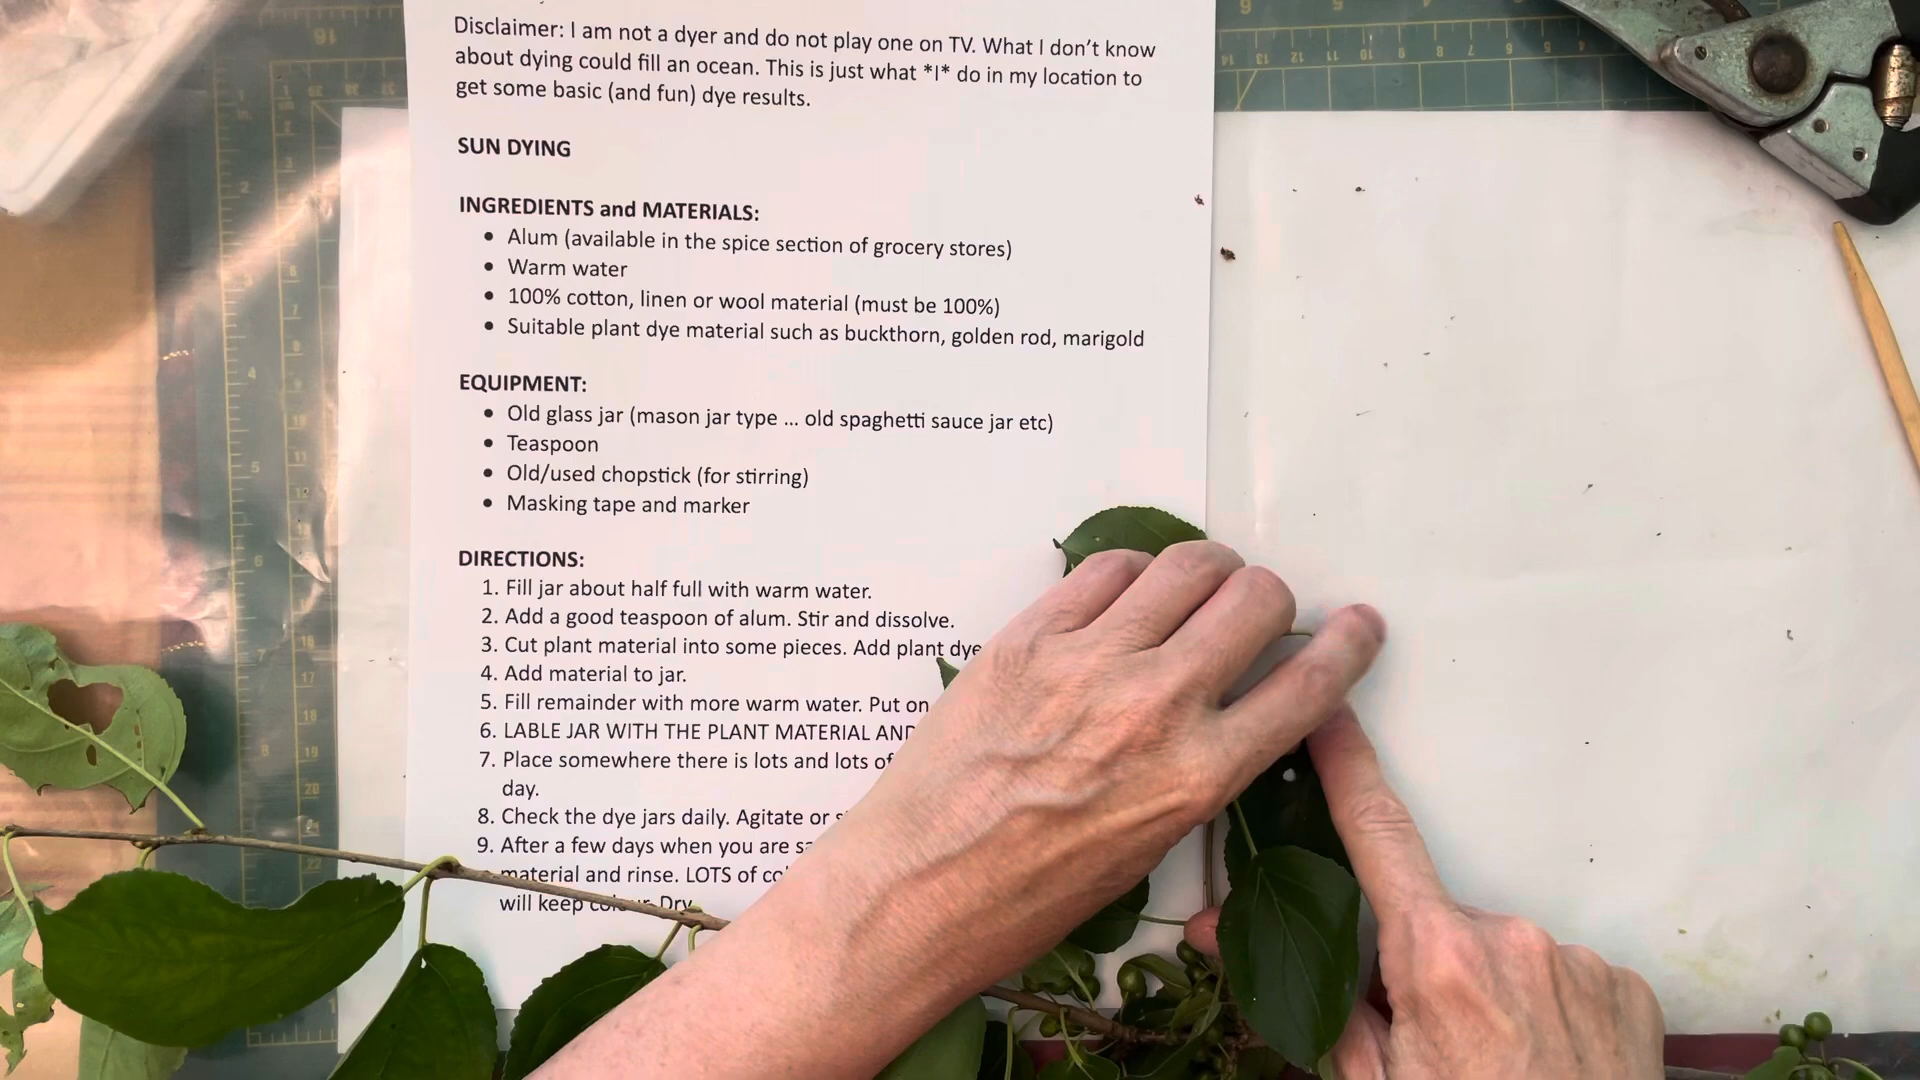 Disclaimer: I am not a dyer and do not play one on TV. What I don't know
about dying could fill an ocean. This is just what *I* do in my location to
get some basic (and fun) dye results.
SUN DYING
INGREDIENTS and MATERIALS:
• Alum (available in the spice section of grocery stores)
• Warm water
• 100% cotton, linen or wool material (must be 100%)
• Suitable plant dye material such as buckthorn, golden rod, marigold
EQUIPMENT:
• Old glass jar (mason jar type ... old spaghetti sauce jar etc)
• Teaspoon
• Old/used chopstick (for stirring)
• Masking tape and marker
DIRECTIONS:
1. Fill jar about half full with warm water.
2. Add a good teaspoon of alum. Stir and dissolve.
3. Cut plant material into some pieces. Add plant dye
4. Add material to jar.
5. Fill remainder with more warm water. Put on
6. LABLE JAR WITH THE PLANT MATERIAL AND
7. Place somewhere there is lots and lots of
day.
8. Check the dye jars daily. Agitate or
9. After a few days when you are
material and rinse. LOTS of
will keep colour. Dry